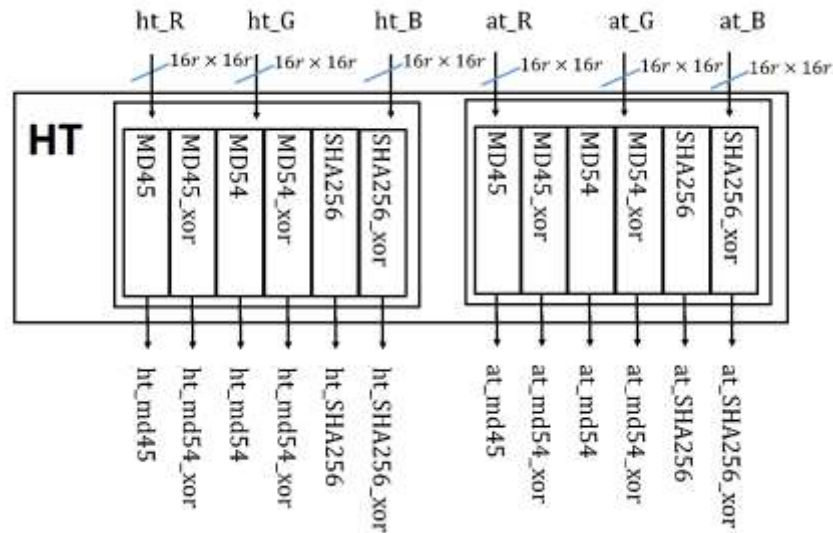 ht_R ht_G ht_B at_R at_G at_B
16r × 16r 16r × 16r 16r × 16r 16r × 16r 16r × 16r 16r × 16r
HT
MD45
MD45_xor
MD54
MD54_xor
SHA256
SHA256_xor
MD45
MD45_xor
MD54
MD54_xor
SHA256
SHA256_xor
ht_md45
ht_md54_xor
ht_md54
ht_md54_xor
ht_SHA256
ht_SHA256_xor
at_md45
at_md54_xor
at_md54
at_md54_xor
at_SHA256
at_SHA256_xor